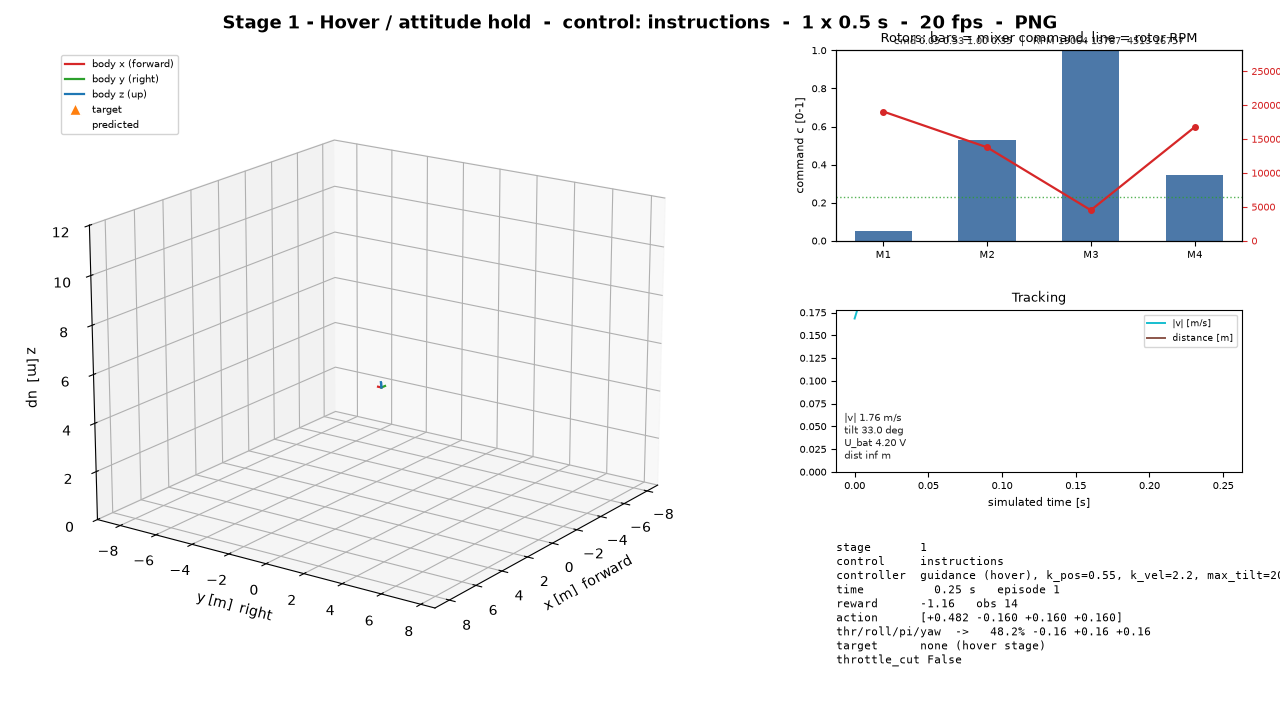 Stage 1 - Hover / attitude hold - control: instructions - 1 x 0.5 s - 20 fps - PNG
body x (forward)
body y (right)
body z (up)
target
predicted
12
10
8
6
4
2
0
up [m] z
−8
−6
−4
−2
0
2
4
6
8
y [m] right
8
6
4
2
0
−2
−4
−6
−8
x [m] forward
Rotors: bars = mixer command, line = rotor RPM
1.0
0.8
0.6
0.4
0.2
0.0
command c [0-1]
25000
20000
15000
10000
5000
0
M1
M2
M3
M4
Tracking
0.175
0.150
0.125
0.100
0.075
0.050
0.025
0.000
|v| [m/s]
distance [m]
|v| 1.76 m/s
tilt 33.0 deg
U_bat 4.20 V
dist inf m
0.00
0.05
0.10
0.15
0.20
0.25
simulated time [s]
stage 1
control instructions
controller guidance (hover), k_pos=0.55, k_vel=2.2, max_tilt=20
time 0.25 s episode 1
reward -1.16 obs 14
action [+0.482 -0.160 +0.160 +0.160]
thr/roll/pi/yaw -> 48.2% -0.16 +0.16 +0.16
target none (hover stage)
throttle_cut False